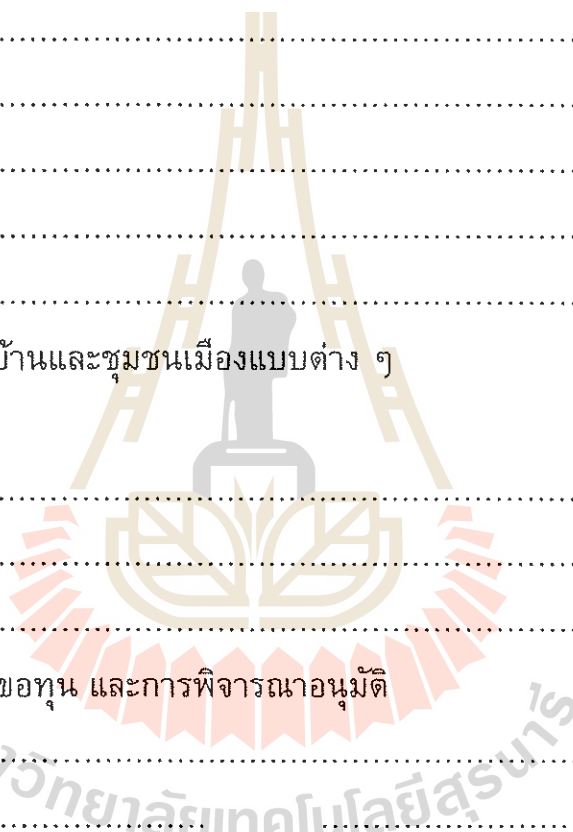 บ้านและชุมชนเมืองแบบต่าง ๆ
ขอทุน และการพิจารณาอนุมัติ
วิทยาลัยเทคโนโลยีสุรนารี